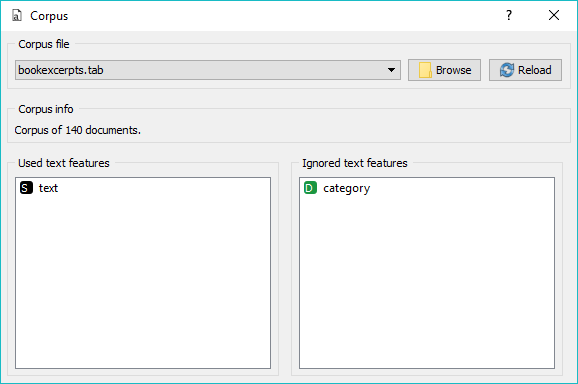 Corpus
?
Corpus file
bookexcerpts.tab
Browse
Reload
Corpus info
Corpus of 140 documents.
Used text features
Ignored text features
S text
D category